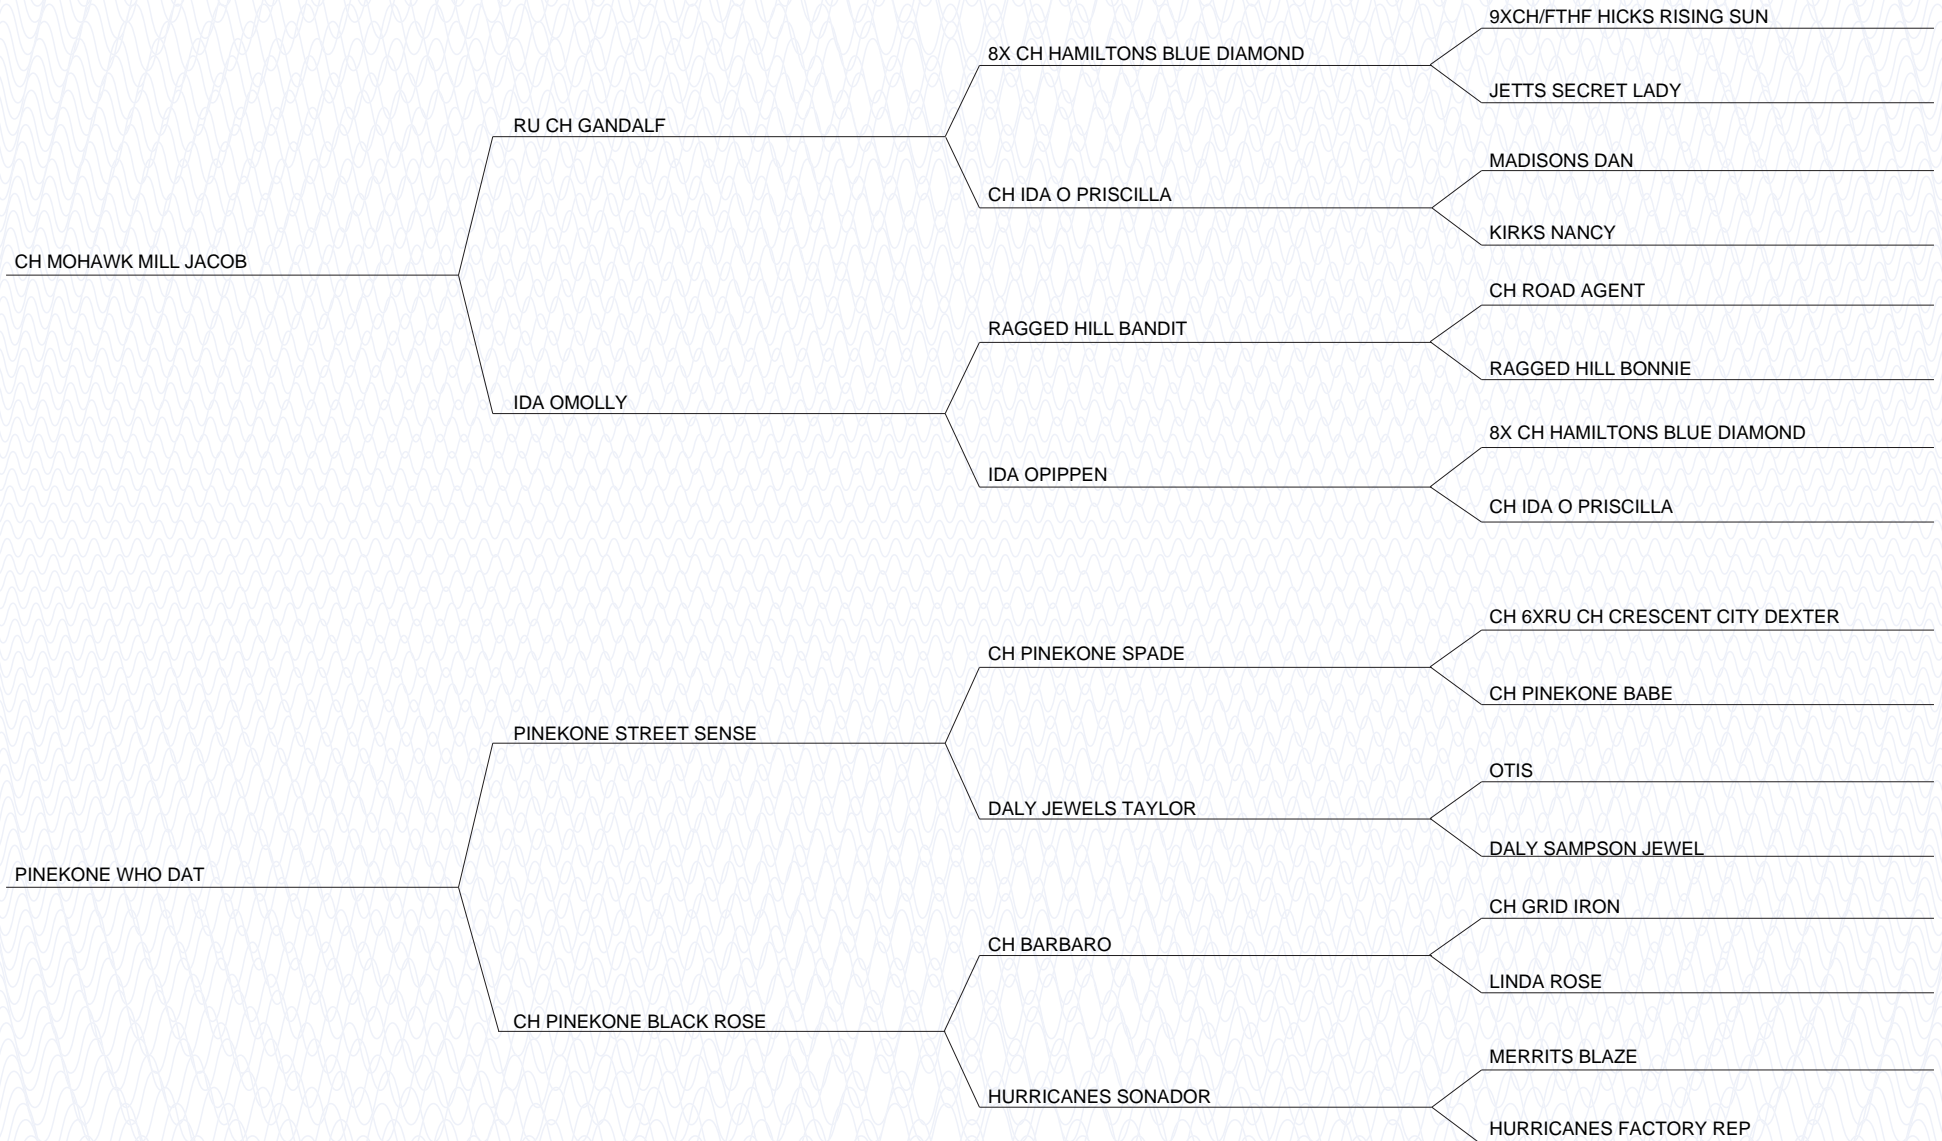 9XCH/FTHF HICKS RISING SUN
8X CH HAMILTONS BLUE DIAMOND
JETTS SECRET LADY
RU CH GANDALF
MADISONS DAN
CH IDA O PRISCILLA
KIRKS NANCY
CH MOHAWK MILL JACOB
CH ROAD AGENT
RAGGED HILL BANDIT
RAGGED HILL BONNIE
IDA OMOLLY
8X CH HAMILTONS BLUE DIAMOND
IDA OPIPPEN
CH IDA O PRISCILLA
CH 6XRU CH CRESCENT CITY DEXTER
CH PINEKONE SPADE
CH PINEKONE BABE
PINEKONE STREET SENSE
OTIS
DALY JEWELS TAYLOR
DALY SAMPSON JEWEL
PINEKONE WHO DAT
CH GRID IRON
CH BARBARO
LINDA ROSE
CH PINEKONE BLACK ROSE
MERRITS BLAZE
HURRICANES SONADOR
HURRICANES FACTORY REP